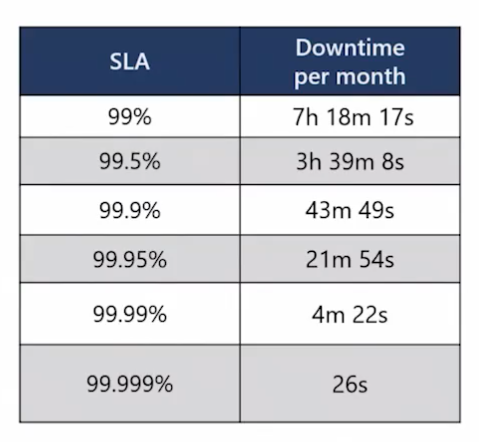 SLA
Downtime
per month
99%
7h 18m 17s
99.5%
3h 39m 8s
99.9%
43m 49s
99.95%
21m 54s
99.99%
4m 22s
99.999%
26s